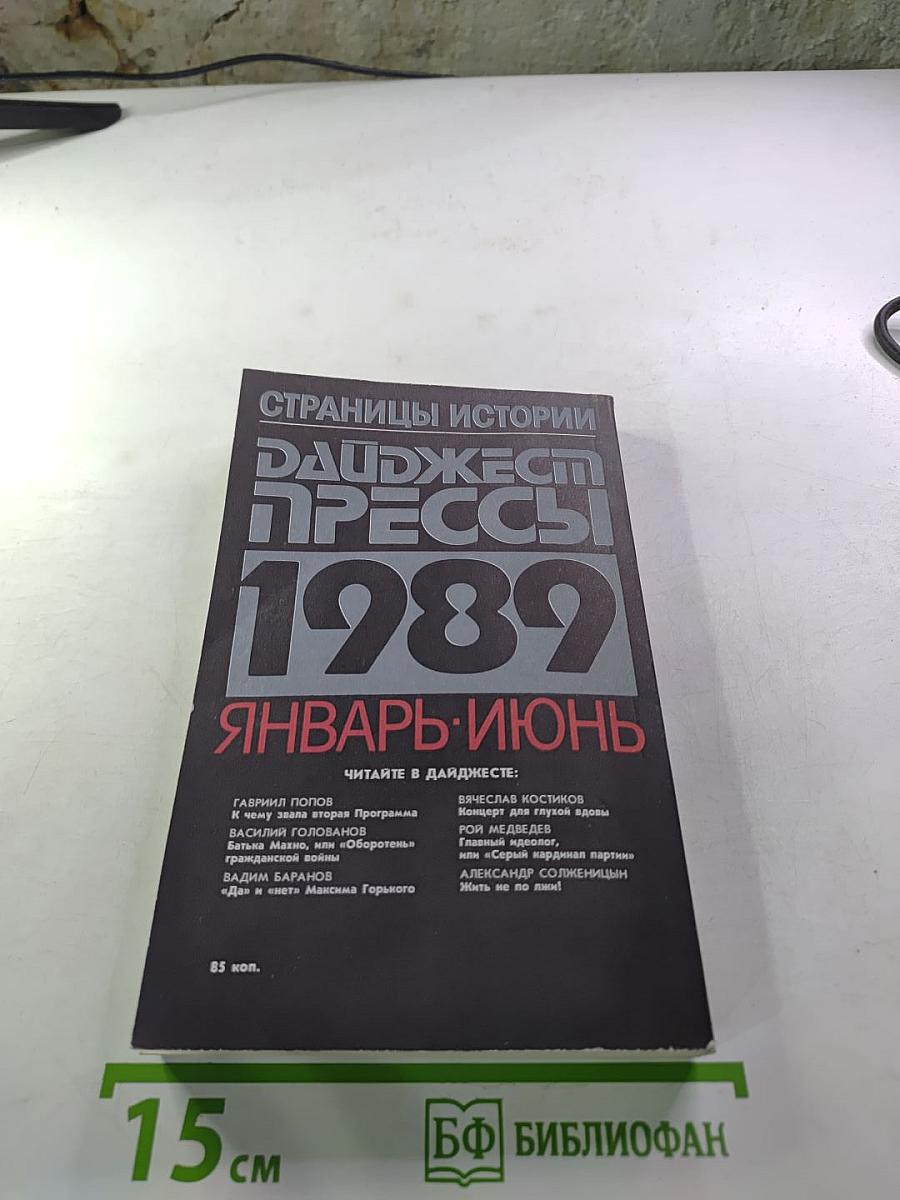 СТРАНИЦЫ ИСТОРИИ
ДАЙДЖЕСТ
ПРЕССЫ
1989
ЯНВАРЬ·ИЮНЬ
ЧИТАЙТЕ В ДАЙДЖЕСТЕ:
ГАВРИИЛ ПОПОВ
К чему звала вторая Программа
ВАСИЛИЙ ГОЛОВАНОВ
Батька Махно, или «Оборотень»
гражданской войны
ВАДИМ БАРАНОВ
«Да» и «нет» Максима Горького
ВЯЧЕСЛАВ КОСТИКОВ
Концерт для глухой вдовы
РОЙ МЕДВЕДЕВ
Главный идеолог,
или «Серый кардинал партии»
АЛЕКСАНДР СОЛЖЕНИЦЫН
Жить не по лжи!
85 коп.
15 см
БФ БИБЛИОФАН